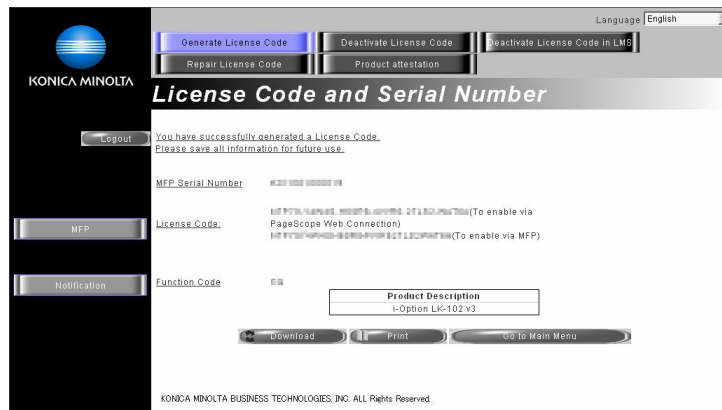 Language English
Generate License Code
Deactivate License Code
Deactivate License Code in LMS
Repair License Code
Product attestation
KONICA MINOLTA
License Code and Serial Number
Logout
You have successfully generated a License Code.
Please save all information for future use.
MFP Serial Number
(To enable via
License Code:
PageScope Web Connection)
(To enable via MFP)
MFP
Notification
Function Code
Product Description
i-Option LK-102 v3
Download
Print
Go to Main Menu
KONICA MINOLTA BUSINESS TECHNOLOGIES, INC. ALL Rights Reserved.